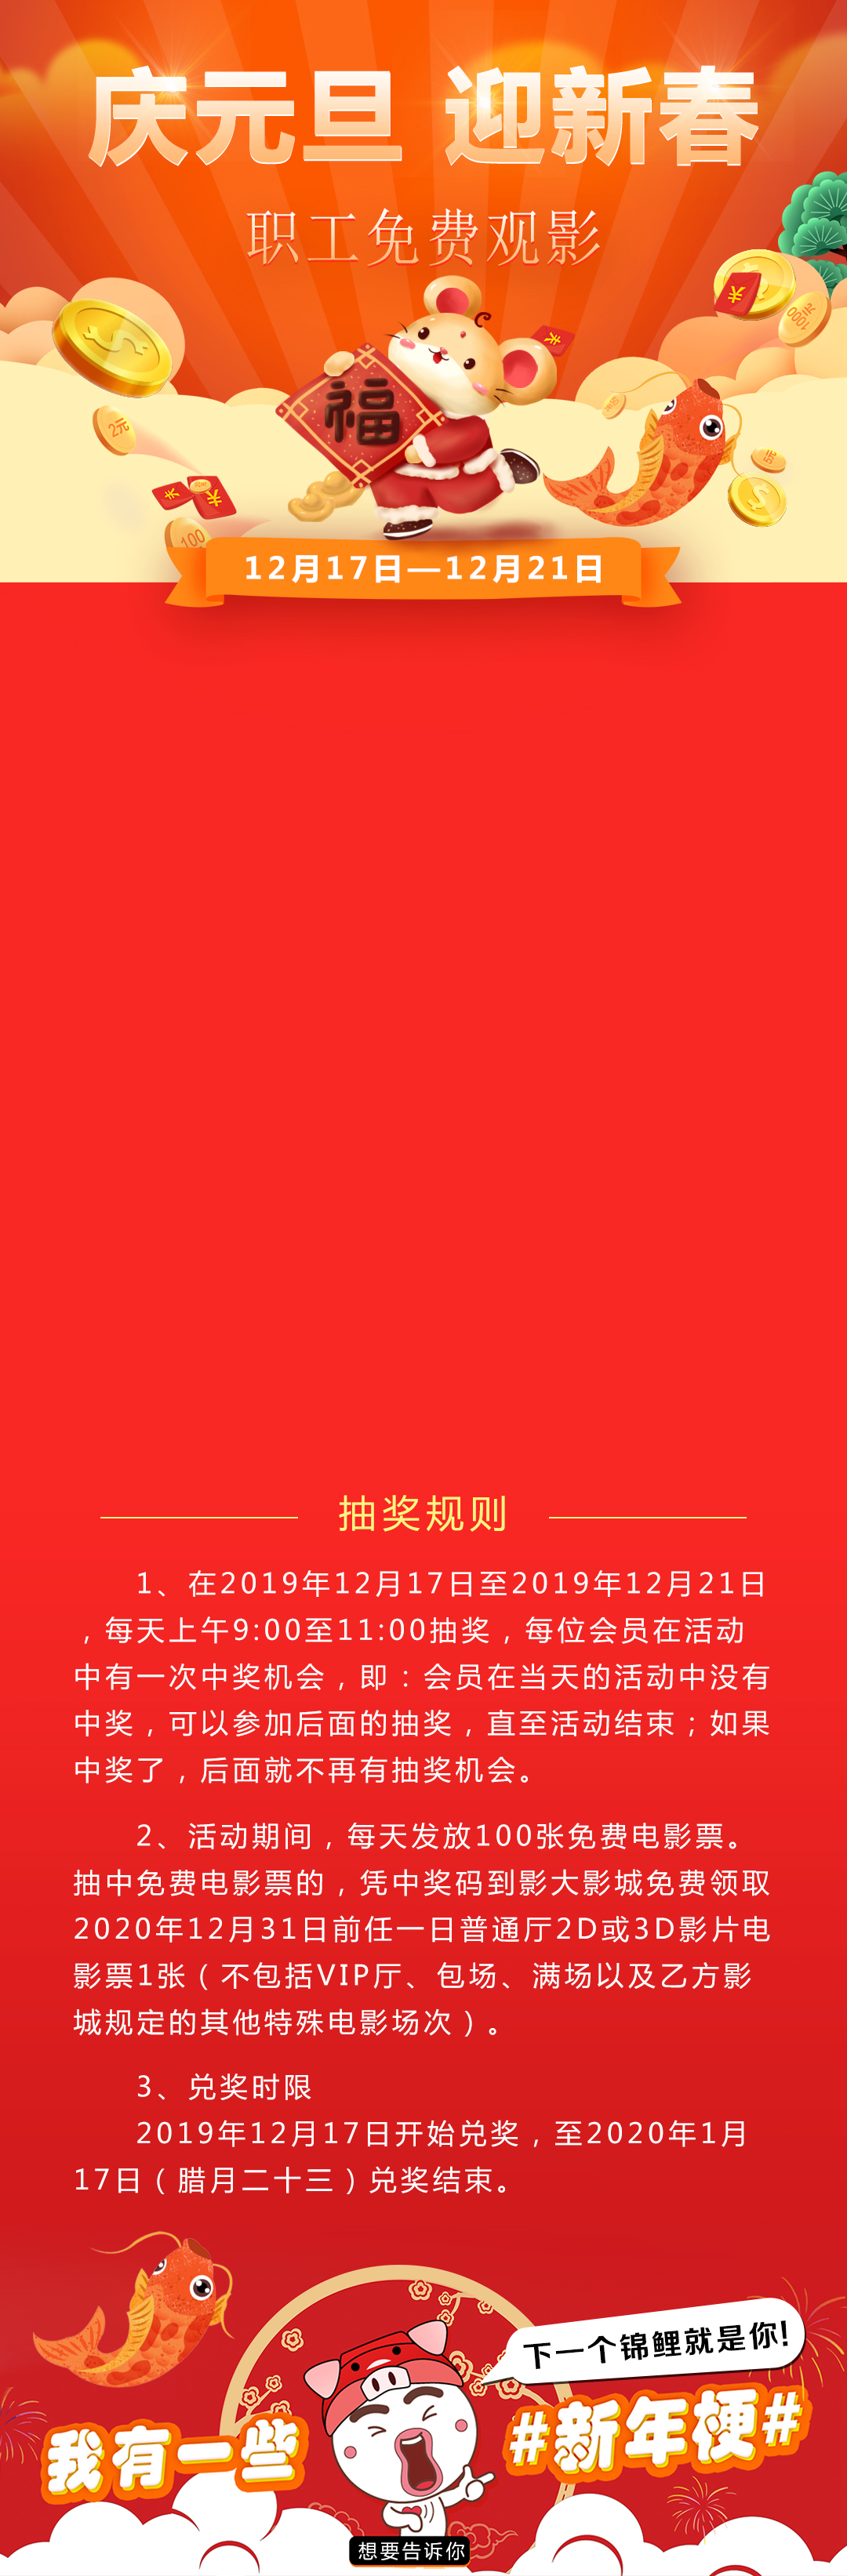 庆元旦 迎新春
职工免费观影
1000元
2元
5元
福
100
12月17日—12月21日
抽奖规则
1、在2019年12月17日至2019年12月21日
，每天上午9:00至11:00抽奖，每位会员在活动
中有一次中奖机会，即：会员在当天的活动中没有
中奖，可以参加后面的抽奖，直至活动结束；如果
中奖了，后面就不再有抽奖机会。
2、活动期间，每天发放100张免费电影票。
抽中免费电影票的，凭中奖码到影大影城免费领取
2020年12月31日前任一日普通厅2D或3D影片电
影票1张（不包括VIP厅、包场、满场以及乙方影
城规定的其他特殊电影场次）。
3、兑奖时限
2019年12月17日开始兑奖，至2020年1月
17日（腊月二十三）兑奖结束。
下一个锦鲤就是你!
我有一些
#新年梗#
想要告诉你